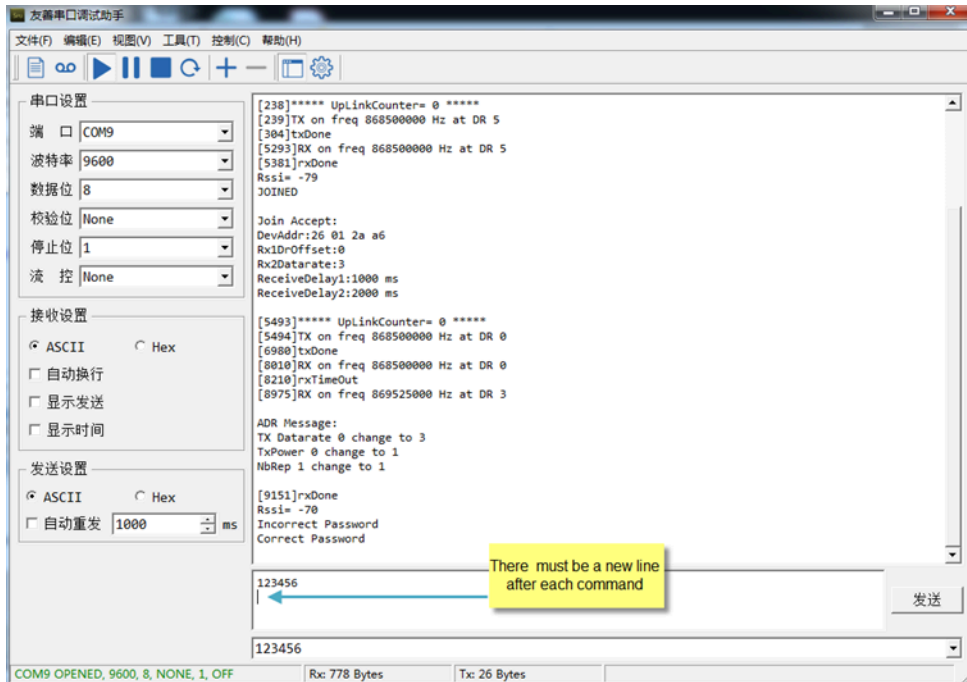 友善串口调试助手
文件(F) 编辑(E) 视图(V) 工具(T) 控制(C) 帮助(H)
串口设置
端 口 COM9
波特率 9600
数据位 8
校验位 None
停止位 1
流 控 None
接收设置
ASCII Hex
自动换行
显示发送
显示时间
发送设置
ASCII Hex
自动重发 1000 ms
[238]***** UpLinkCounter= 0 *****
[239]TX on freq 868500000 Hz at DR 5
[304]txDone
[5293]RX on freq 868500000 Hz at DR 5
[5381]rxDone
Rssi= -79
JOINED
Join Accept:
DevAddr:26 01 2a a6
Rx1DrOffset:0
Rx2Datarate:3
ReceiveDelay1:1000 ms
ReceiveDelay2:2000 ms
[5493]***** UpLinkCounter= 0 *****
[5494]TX on freq 868500000 Hz at DR 0
[6980]txDone
[8010]RX on freq 868500000 Hz at DR 0
[8210]rxTimeOut
[8975]RX on freq 869525000 Hz at DR 3
ADR Message:
TX Datarate 0 change to 3
TxPower 0 change to 1
NbRep 1 change to 1
[9151]rxDone
Rssi= -70
Incorrect Password
Correct Password
There must be a new line
after each command
123456
发送
123456
COM9 OPENED, 9600, 8, NONE, 1, OFF Rx: 778 Bytes Tx: 26 Bytes